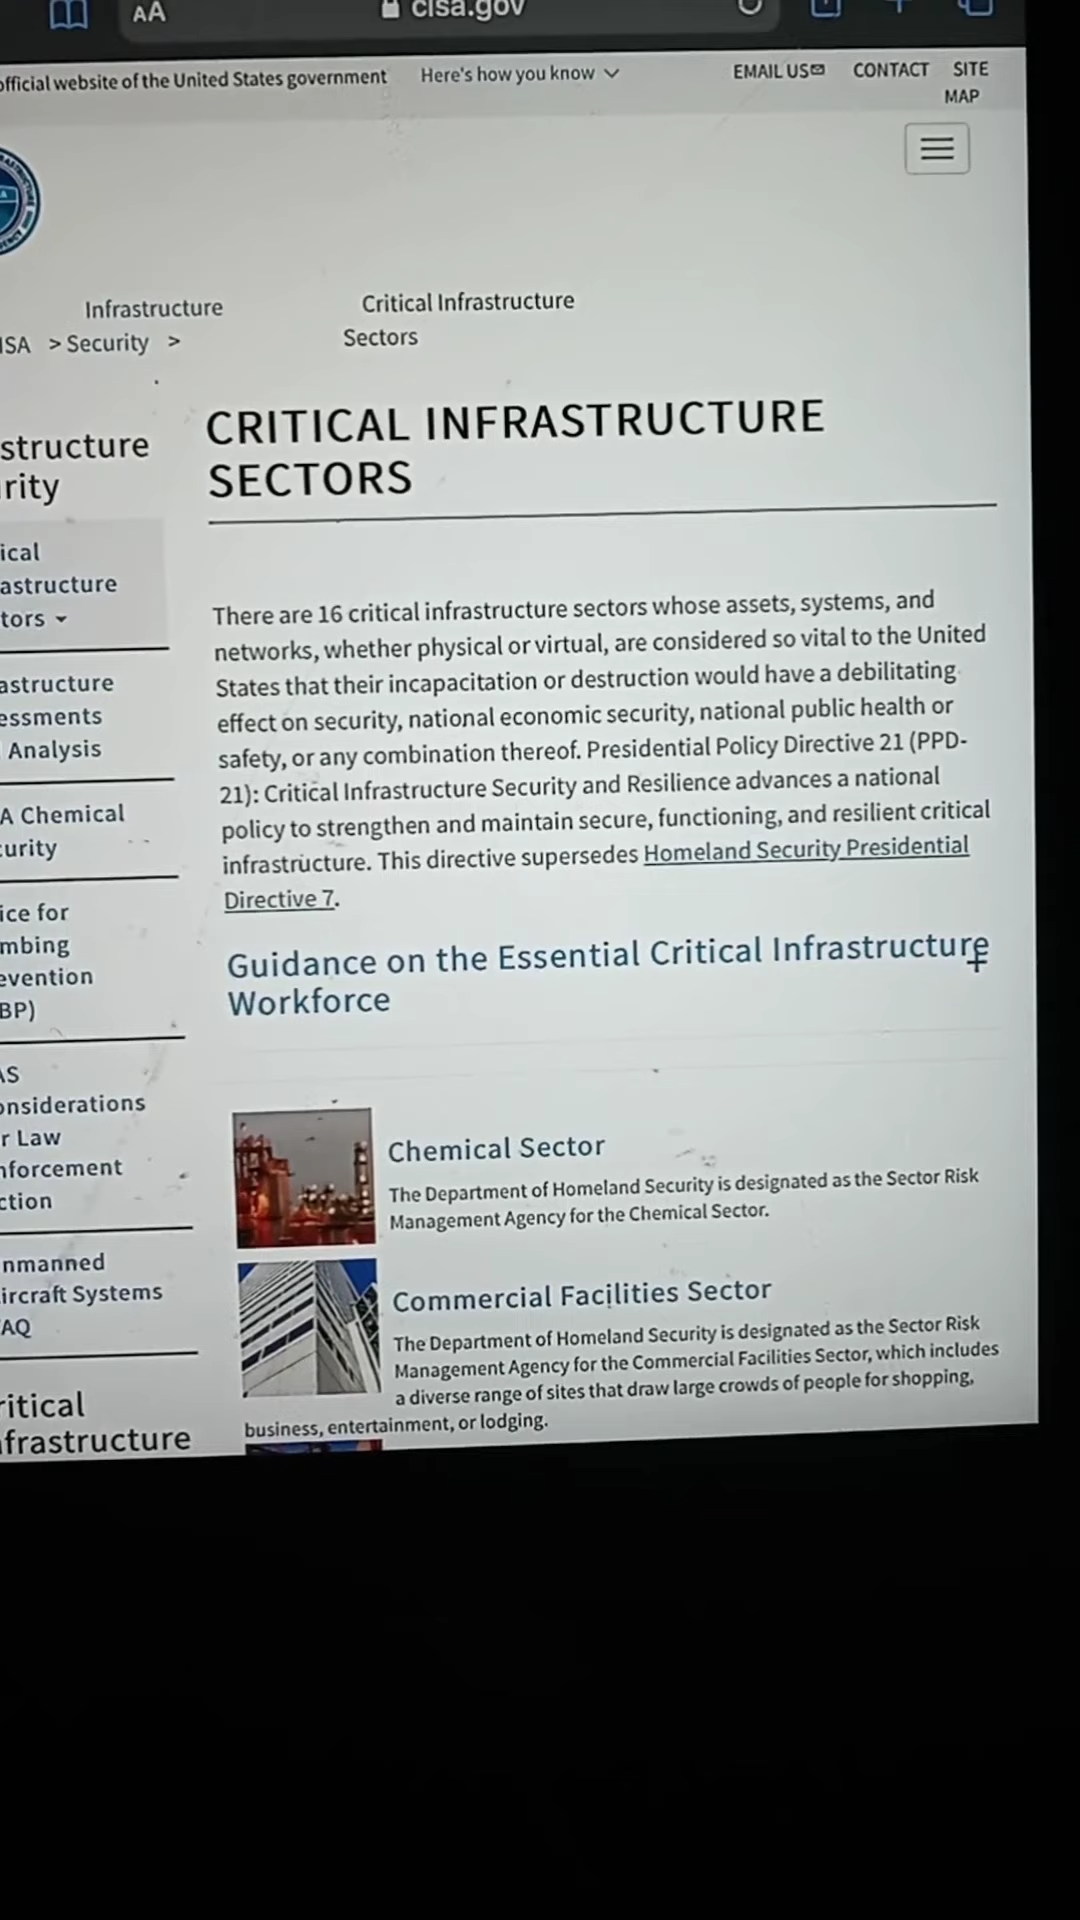 AA
cisa.gov
official website of the United States government
Here's how you know
EMAIL US
CONTACT
SITE
MAP
Infrastructure
Critical Infrastructure
ISA > Security >
Sectors
CRITICAL INFRASTRUCTURE
SECTORS
structure
rity
ical
astructure
tors
astructure
essments
Analysis
A Chemical
curity
ice for
mbing
evention
BP)
AS
onsiderations
r Law
nforcement
ction
nmanned
ircraft Systems
AQ
ritical
frastructure
There are 16 critical infrastructure sectors whose assets, systems, and
networks, whether physical or virtual, are considered so vital to the United
States that their incapacitation or destruction would have a debilitating
effect on security, national economic security, national public health or
safety, or any combination thereof. Presidential Policy Directive 21 (PPD-
21): Critical Infrastructure Security and Resilience advances a national
policy to strengthen and maintain secure, functioning, and resilient critical
infrastructure. This directive supersedes Homeland Security Presidential
Directive 7.
Guidance on the Essential Critical Infrastructure
Workforce
Chemical Sector
The Department of Homeland Security is designated as the Sector Risk
Management Agency for the Chemical Sector.
Commercial Facilities Sector
The Department of Homeland Security is designated as the Sector Risk
Management Agency for the Commercial Facilities Sector, which includes
a diverse range of sites that draw large crowds of people for shopping,
business, entertainment, or lodging.